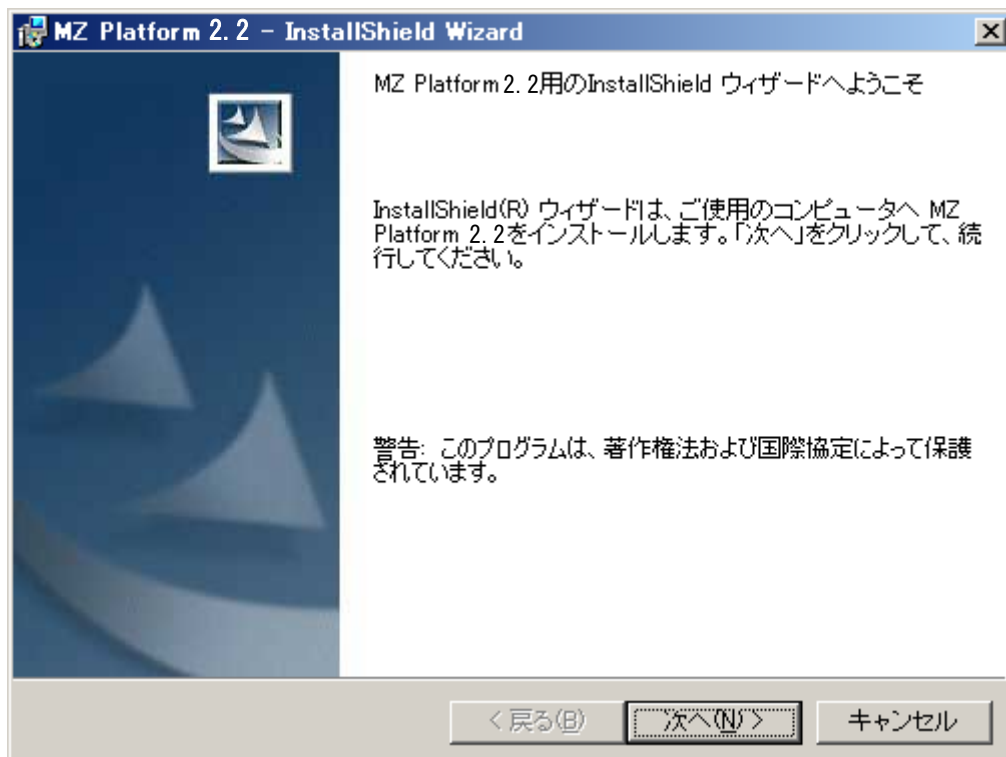 MZ Platform 2.2 - InstallShield Wizard
MZ Platform 2.2用のInstallShield ウィザードへようこそ
InstallShield(R) ウィザードは、ご使用のコンピュータへ MZ
Platform 2.2をインストールします。「次へ」をクリックして、続
行してください。
警告: このプログラムは、著作権法および国際協定によって保護
されています。
< 戻る(B)
次へ(N) >
キャンセル